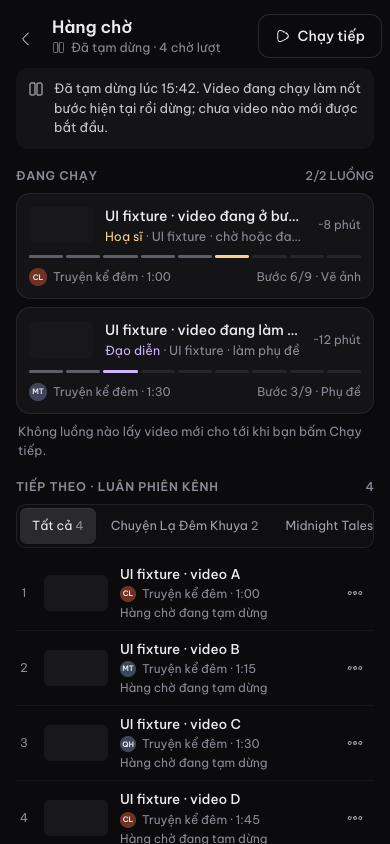 Hàng chờ
Đã tạm dừng · 4 chờ lượt
Chạy tiếp
Đã tạm dừng lúc 15:42. Video đang chạy làm nốt
bước hiện tại rồi dừng; chưa video nào mới được
bắt đầu.
ĐANG CHẠY
2/2 LUỒNG
UI fixture · video đang ở bư...
~8 phút
Hoạ sĩ · UI fixture · chờ hoặc đa...
CL Truyện kể đêm · 1:00
Bước 6/9 · Vẽ ảnh
UI fixture · video đang làm ...
~12 phút
Đạo diễn · UI fixture · làm phụ đề
MT Truyện kể đêm · 1:30
Bước 3/9 · Phụ đề
Không luồng nào lấy video mới cho tới khi bạn bấm Chạy
tiếp.
TIẾP THEO · LUÂN PHIÊN KÊNH
4
Tất cả 4
Chuyện Lạ Đêm Khuya 2
Midnight Tales
1
UI fixture · video A
CL Truyện kể đêm · 1:00
Hàng chờ đang tạm dừng
2
UI fixture · video B
MT Truyện kể đêm · 1:15
Hàng chờ đang tạm dừng
3
UI fixture · video C
QH Truyện kể đêm · 1:30
Hàng chờ đang tạm dừng
4
UI fixture · video D
CL Truyện kể đêm · 1:45
Hàng chờ đang tạm dừng